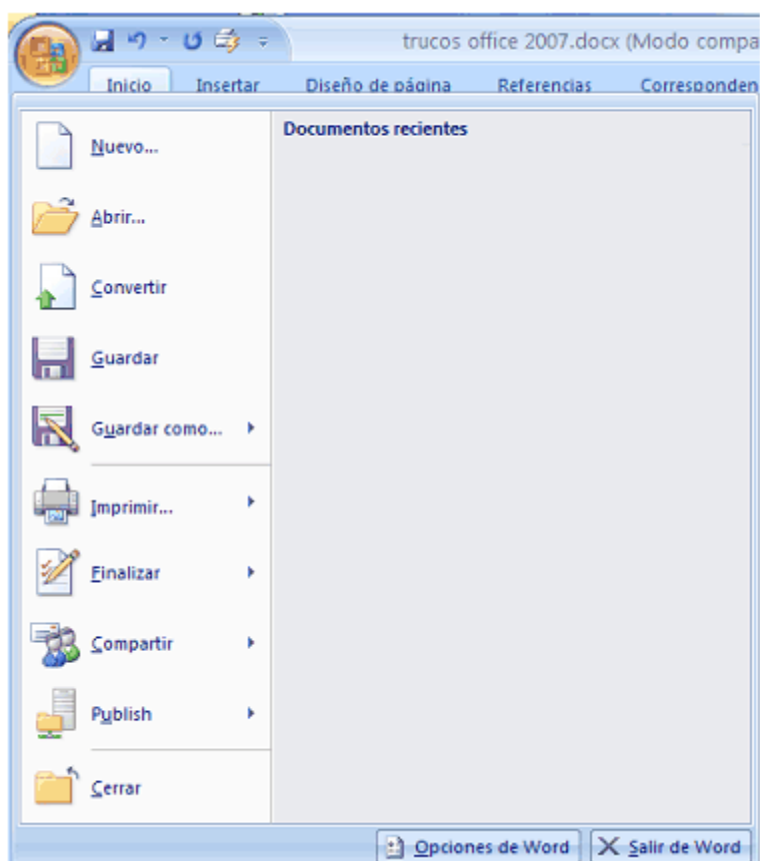 trucos office 2007.docx (Modo compa
Inicio Insertar Diseño de página Referencias Corresponden
Documentos recientes
Nuevo...
Abrir...
Convertir
Guardar
Guardar como...
Imprimir...
Finalizar
Compartir
Publish
Cerrar
Opciones de Word Salir de Word